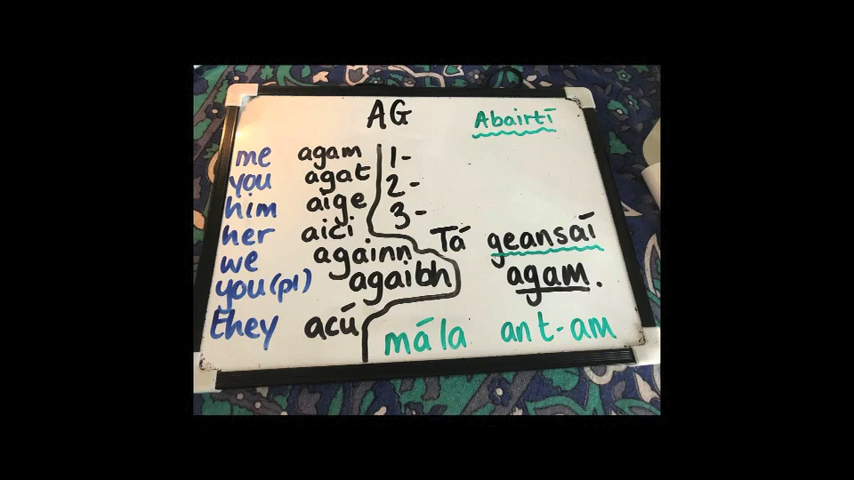 AG
Abairtí
me agam
you agat
him aige
her aici
we againn
you(pl) agaibh
they acú
1-
2-
3-
Tá geansaí
agam.
mála an t-am